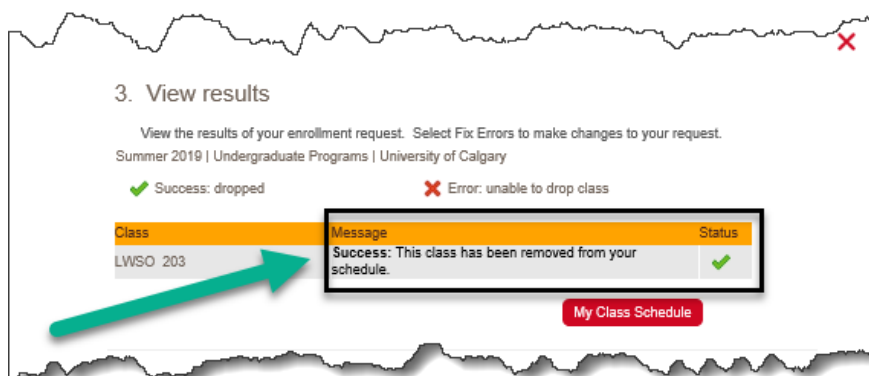 3. View results
View the results of your enrollment request. Select Fix Errors to make changes to your request.
Summer 2019 | Undergraduate Programs | University of Calgary
Success: dropped Error: unable to drop class
Class Message Status
LWSO 203 Success: This class has been removed from your
schedule.
My Class Schedule